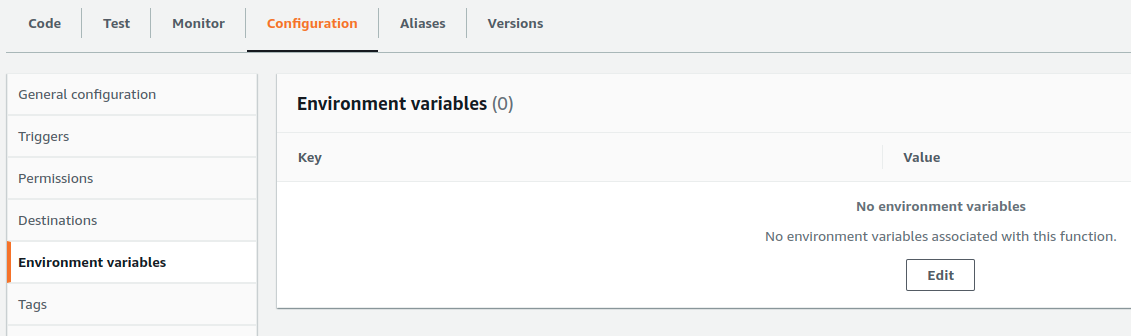 Code Test Monitor Configuration Aliases Versions
General configuration
Triggers
Permissions
Destinations
Environment variables
Tags
Environment variables (0)
Key Value
No environment variables
No environment variables associated with this function.
Edit